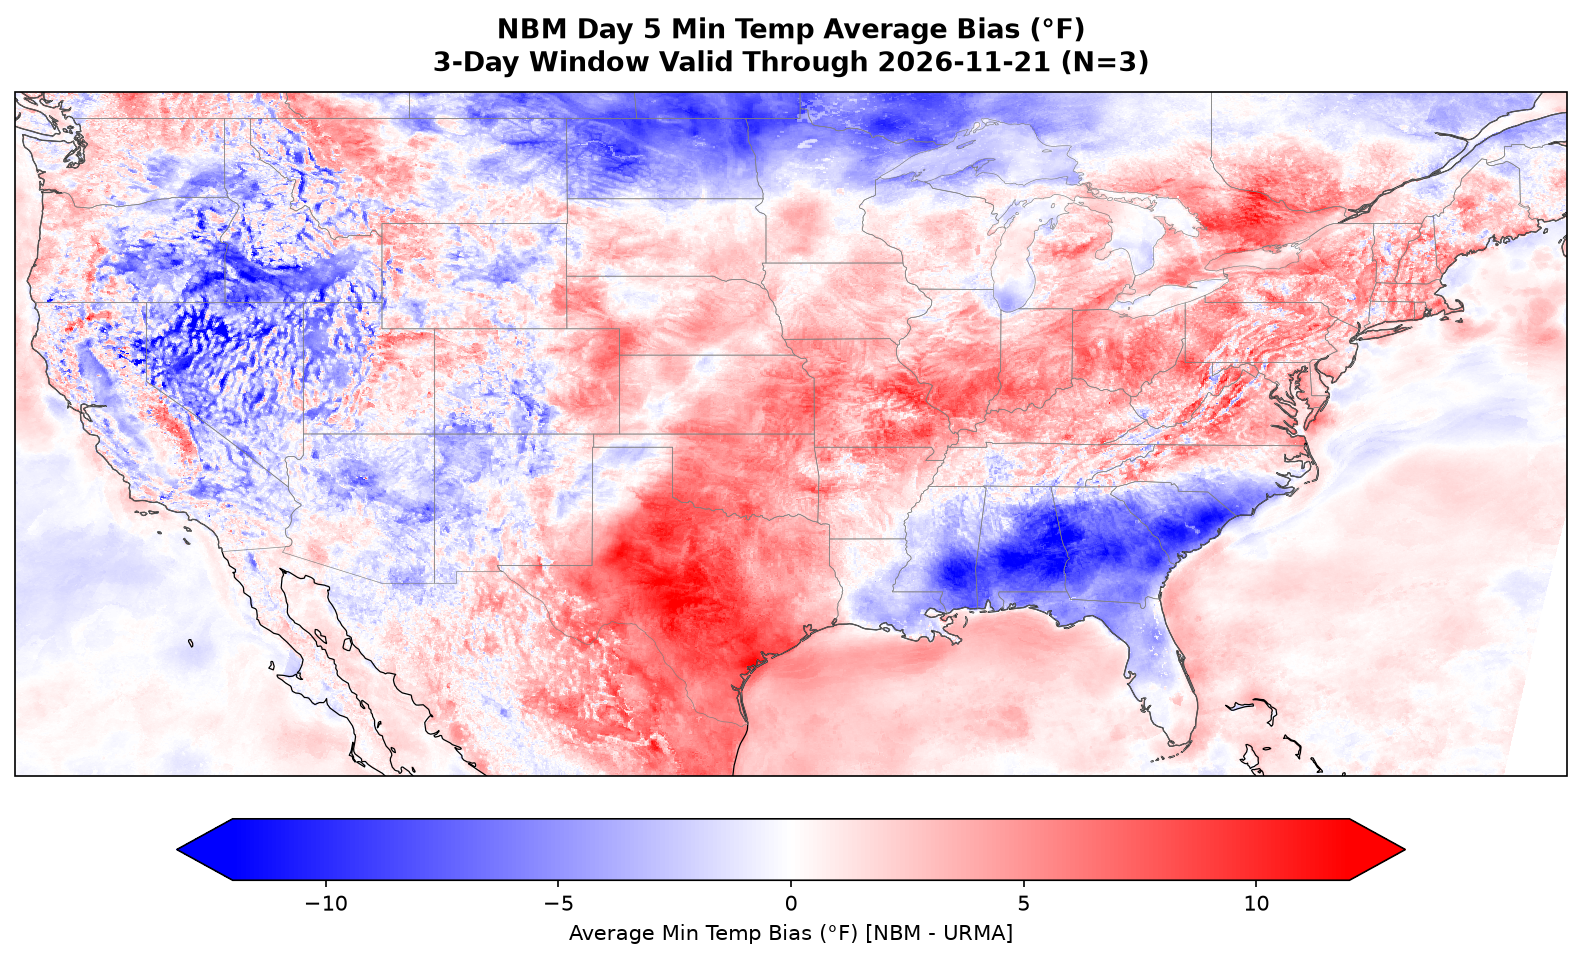 NBM Day 5 Min Temp Average Bias (°F)
3-Day Window Valid Through 2026-11-21 (N=3)
−10 −5 0 5 10
Average Min Temp Bias (°F) [NBM - URMA]